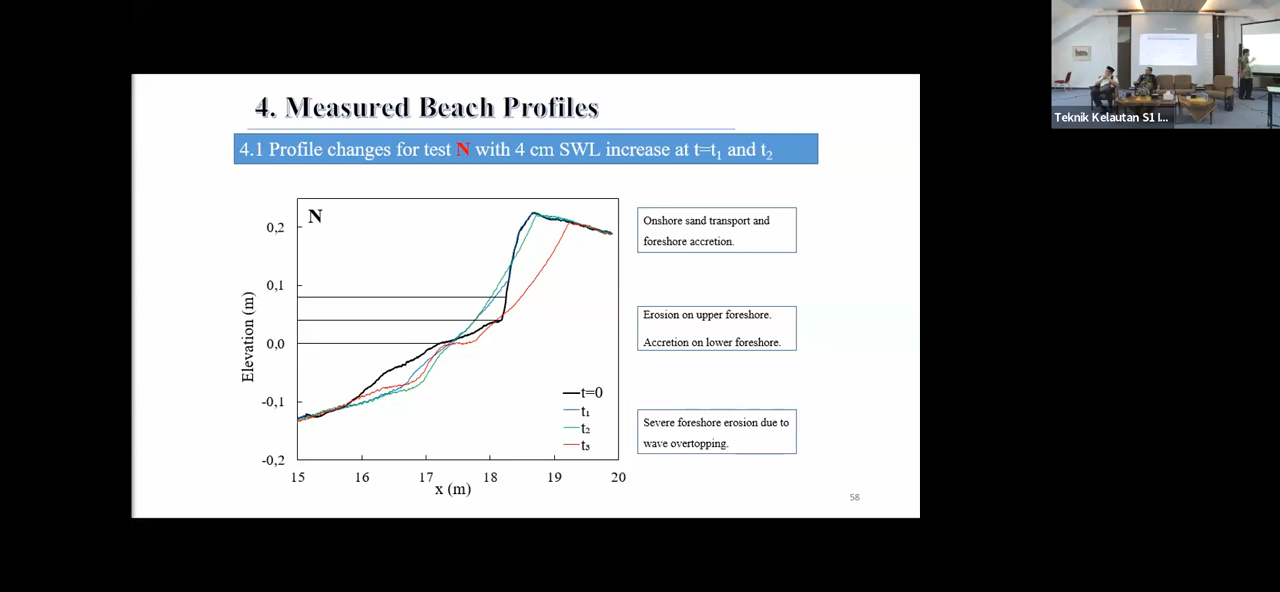 4. Measured Beach Profiles
4.1 Profile changes for test N with 4 cm SWL increase at t=t₁ and t₂
N
0,2
0,1
0,0
-0,1
-0,2
Elevation (m)
15 16 17 18 19 20
x (m)
t=0
t₁
t₂
t₃
Onshore sand transport and
foreshore accretion.
Erosion on upper foreshore.
Accretion on lower foreshore.
Severe foreshore erosion due to
wave overtopping.
58
Teknik Kelautan S1 I...